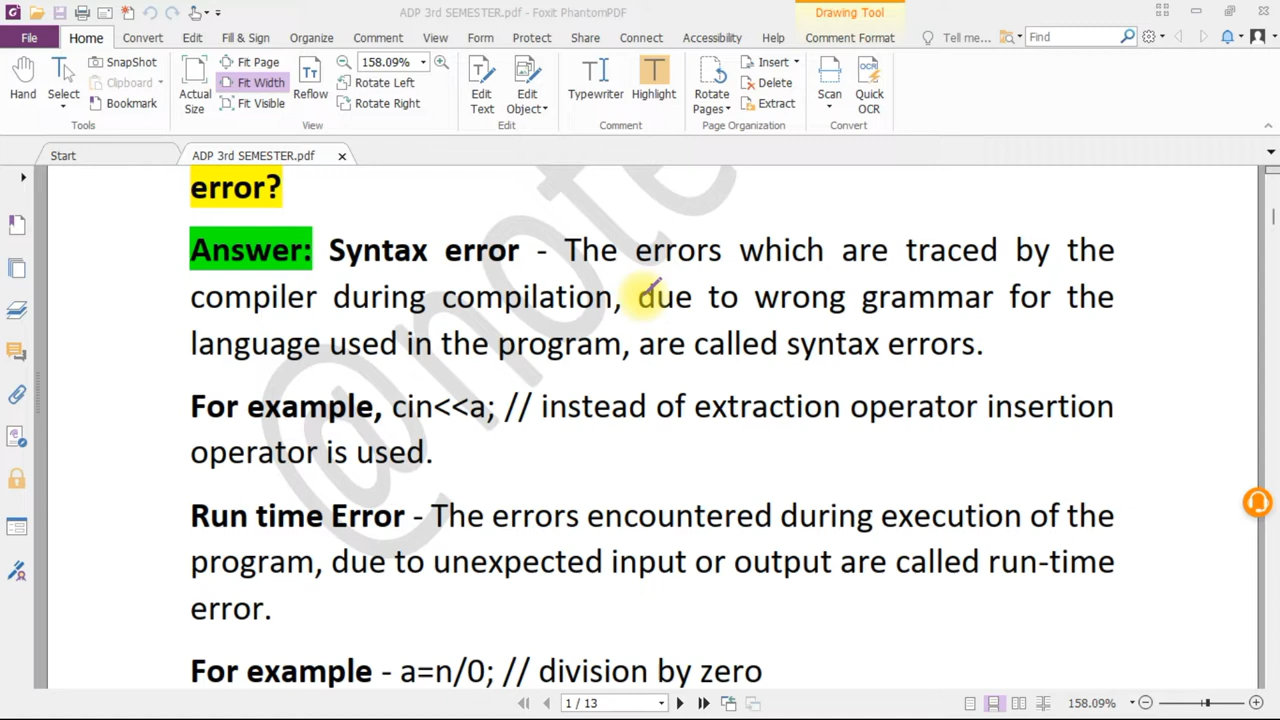 ADP 3rd SEMESTER.pdf - Foxit PhantomPDF
Drawing Tool
File Home Convert Edit Fill & Sign Organize Comment View Form Protect Share Connect Accessibility Help Comment Format Tell me... Find
SnapShot Fit Page 158.09% Insert
Clipboard Fit Width Rotate Left Delete
Bookmark Fit Visible Rotate Right Extract
Hand Select Actual Size Reflow Edit Text Edit Object Typewriter Highlight Rotate Pages Scan Quick OCR
Tools View Edit Comment Page Organization Convert
Start ADP 3rd SEMESTER.pdf
error?
Answer: Syntax error - The errors which are traced by the
compiler during compilation, due to wrong grammar for the
language used in the program, are called syntax errors.
For example, cin<<a; // instead of extraction operator insertion
operator is used.
Run time Error - The errors encountered during execution of the
program, due to unexpected input or output are called run-time
error.
For example - a=n/0; // division by zero
@note
1 / 13 158.09%